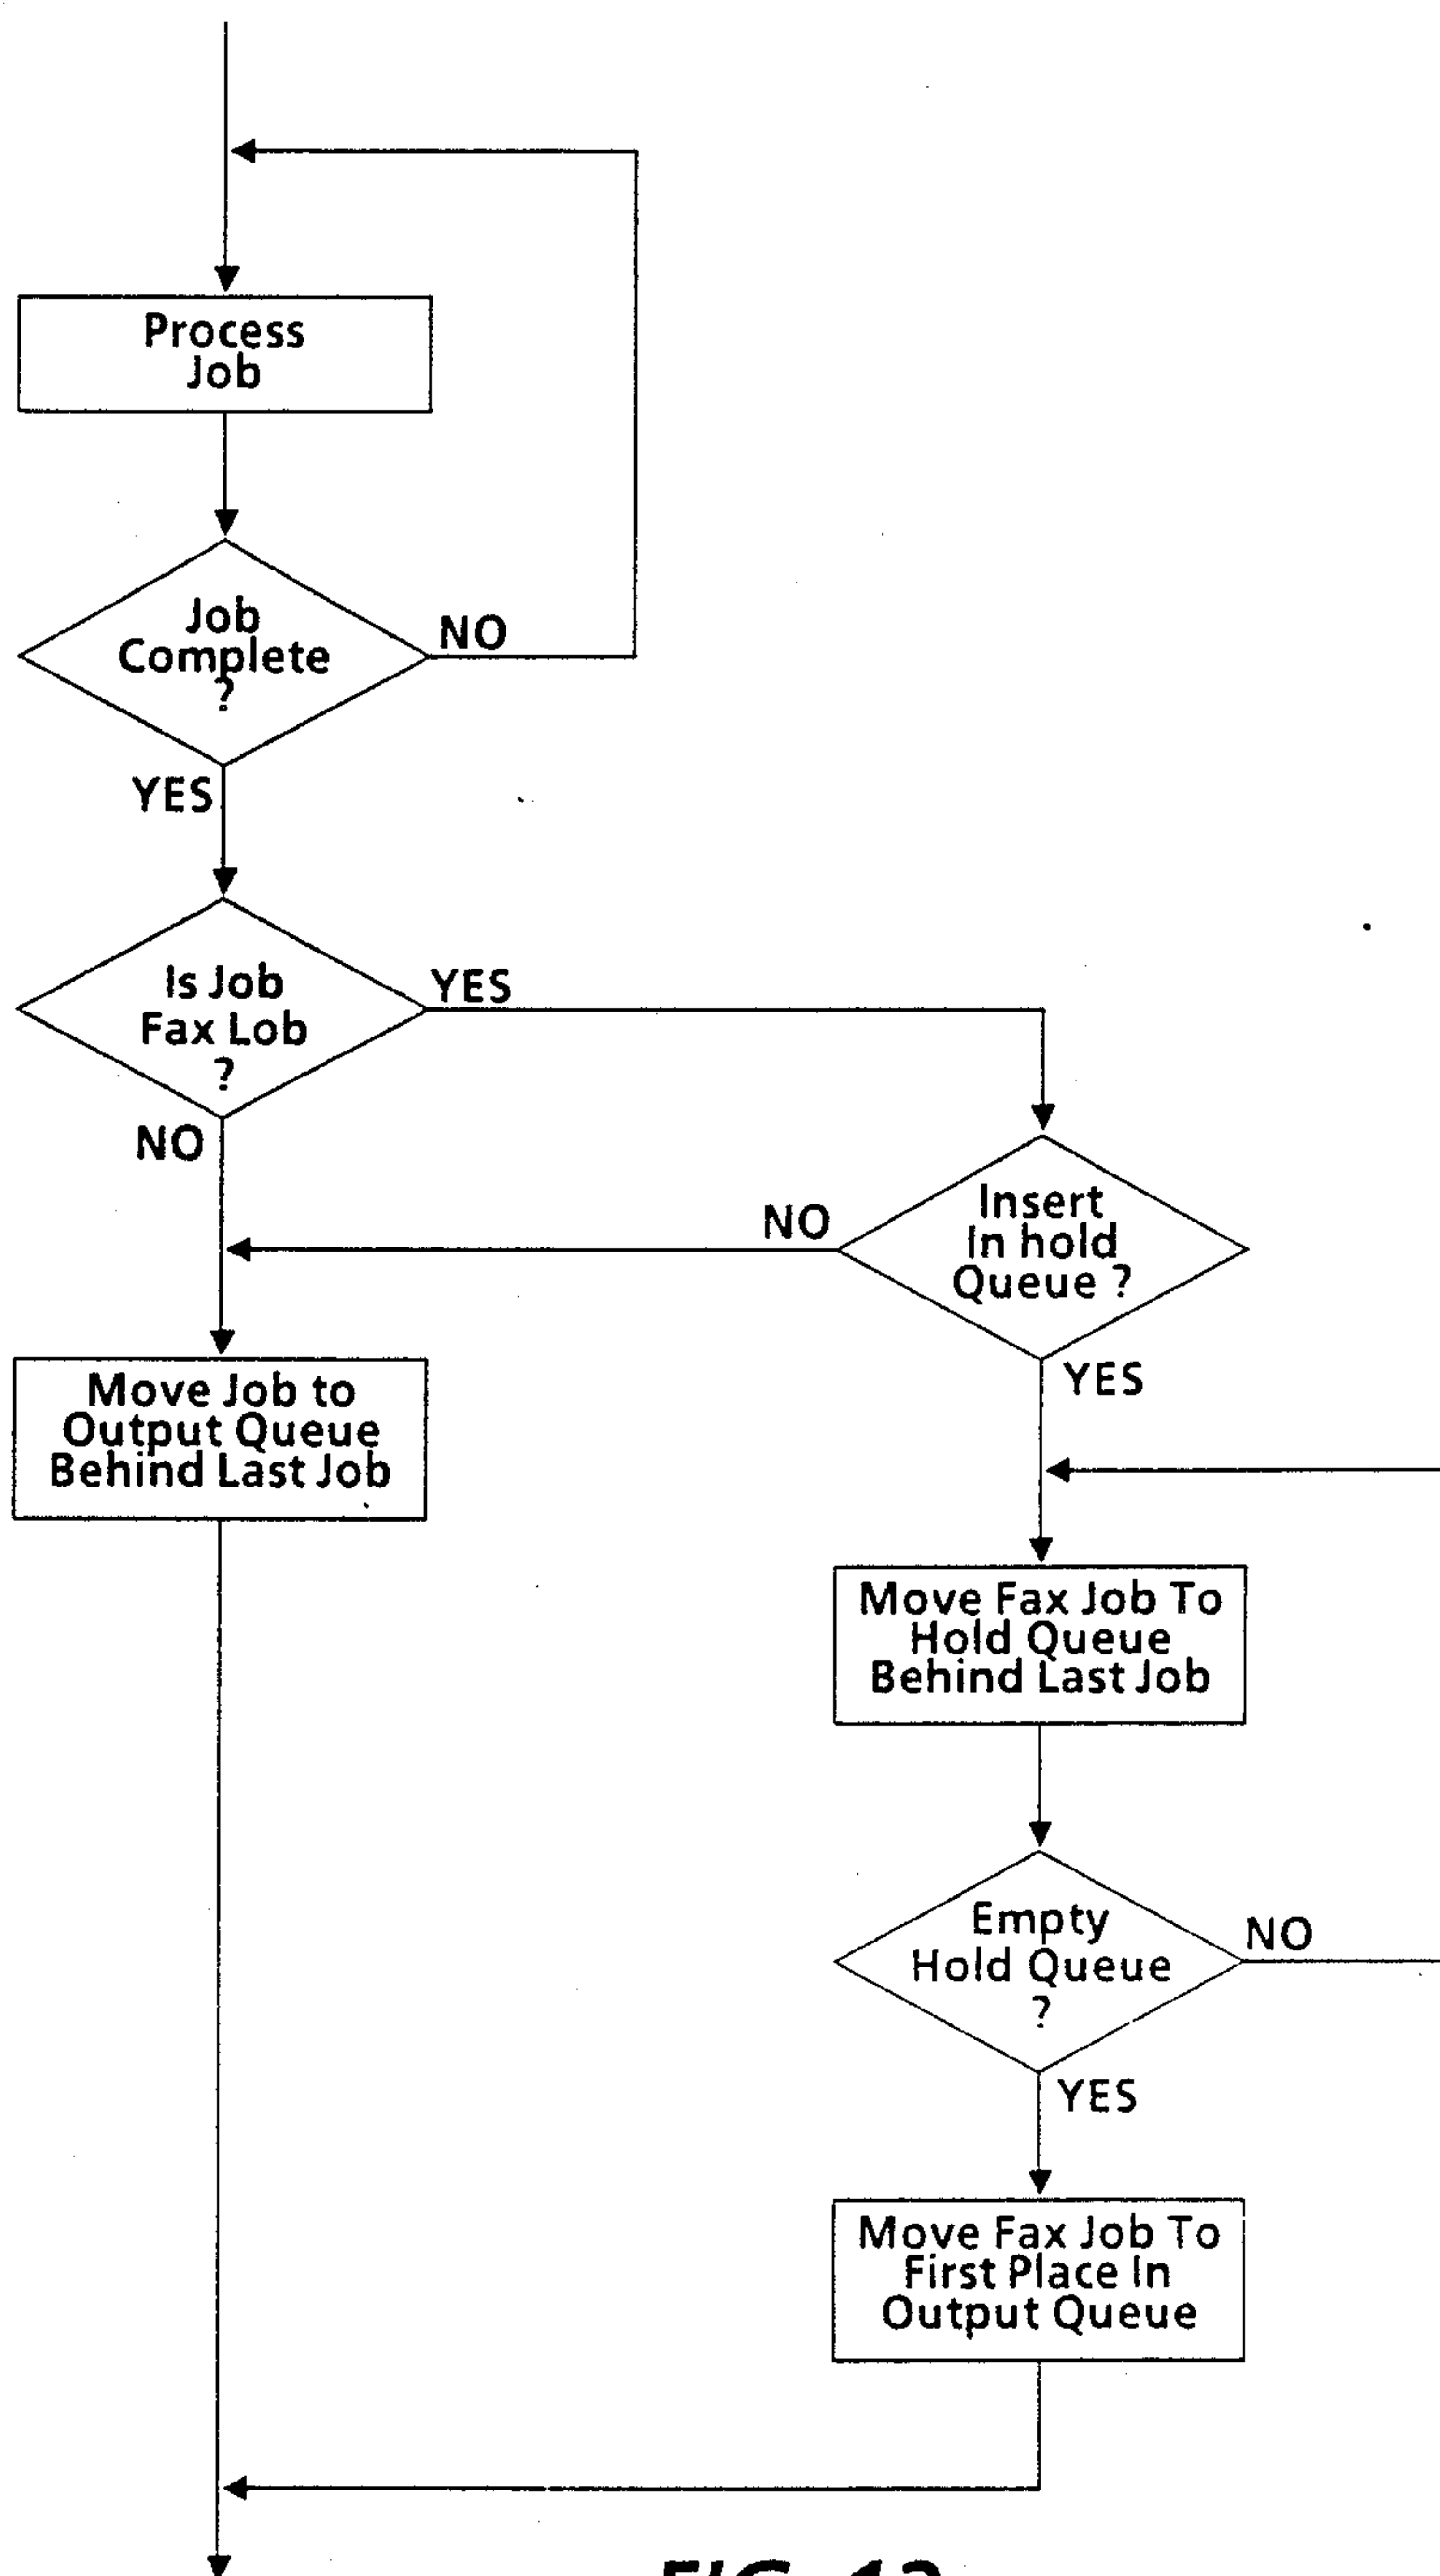 Process
Job
Job
Complete
?
NO
YES
Is Job
Fax Lob
?
YES
NO
Insert
In hold
Queue ?
NO
YES
Move Job to
Output Queue
Behind Last Job
Move Fax Job To
Hold Queue
Behind Last Job
Empty
Hold Queue
?
NO
YES
Move Fax Job To
First Place In
Output Queue